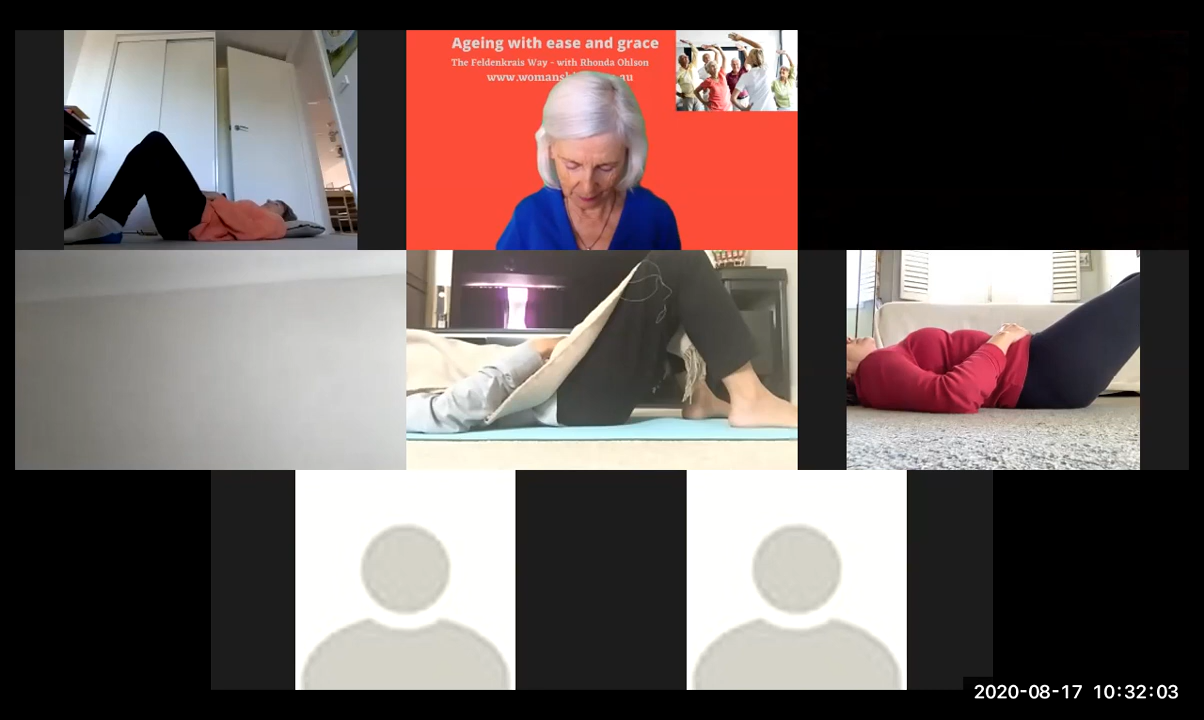 Ageing with ease and grace
The Feldenkrais Way - with Rhonda Ohlson
2020-08-17 10:32:03